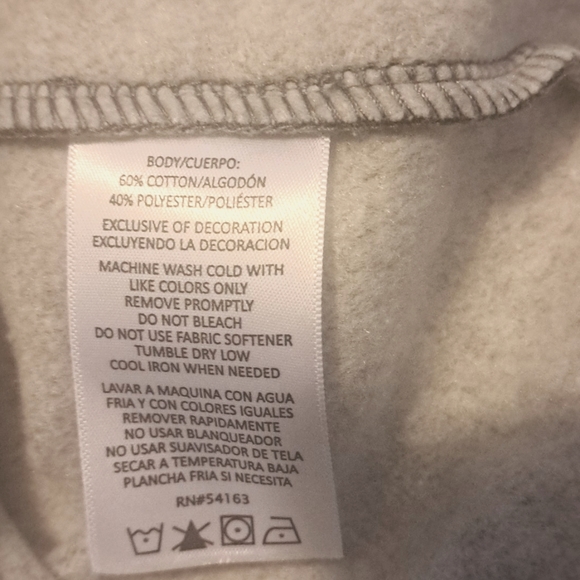 BODY/CUERPO:
60% COTTON/ALGODÓN
40% POLYESTER/POLIÉSTER
EXCLUSIVE OF DECORATION
EXCLUYENDO LA DECORACION
MACHINE WASH COLD WITH
LIKE COLORS ONLY
REMOVE PROMPTLY
DO NOT BLEACH
DO NOT USE FABRIC SOFTENER
TUMBLE DRY LOW
COOL IRON WHEN NEEDED
LAVAR A MAQUINA CON AGUA
FRIA Y CON COLORES IGUALES
REMOVER RAPIDAMENTE
NO USAR BLANQUEADOR
NO USAR SUAVISADOR DE TELA
SECAR A TEMPERATURA BAJA
PLANCHA FRIA SI NECESITA
RN#54163